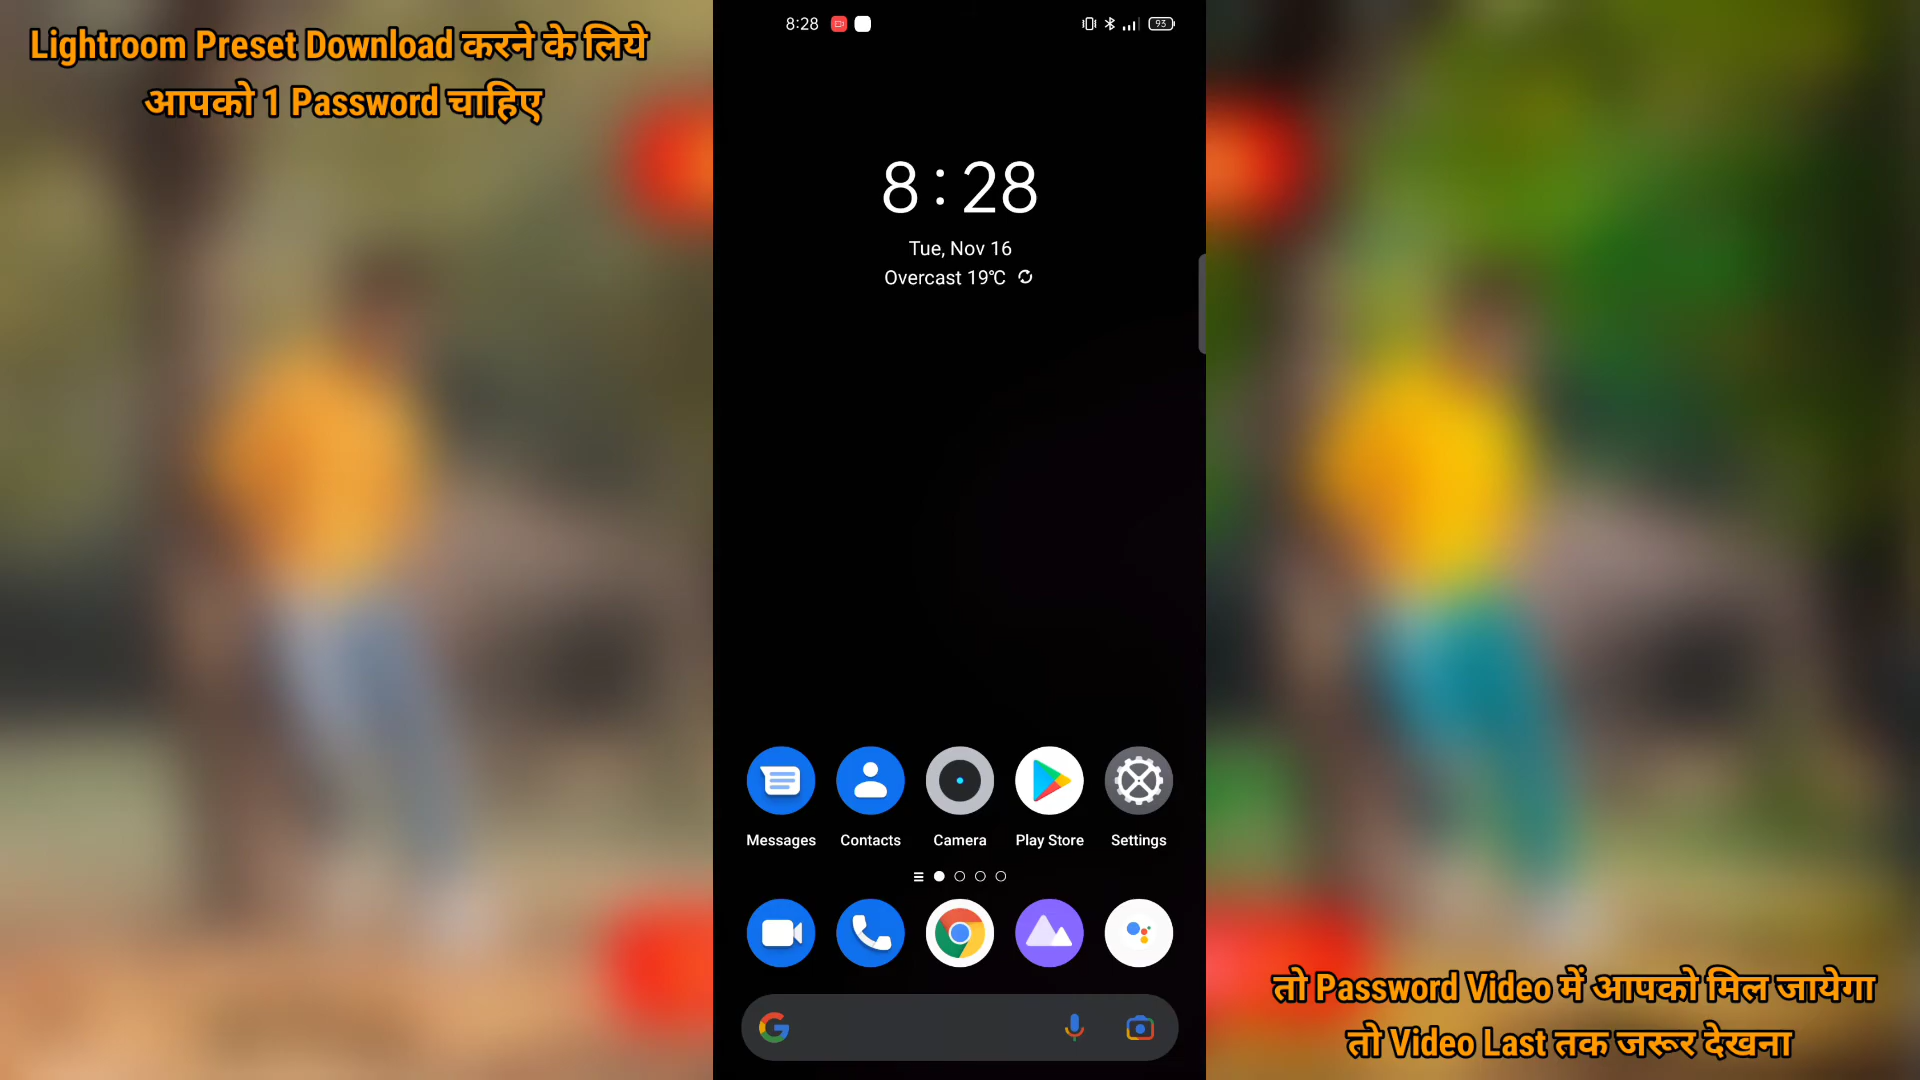 Lightroom Preset Download करने के लिये
आपको 1 Password चाहिए
8:28
93
8:28
Tue, Nov 16
Overcast 19℃
Messages Contacts Camera Play Store Settings
तो Password Video में आपको मिल जायेगा
तो Video Last तक जरूर देखना